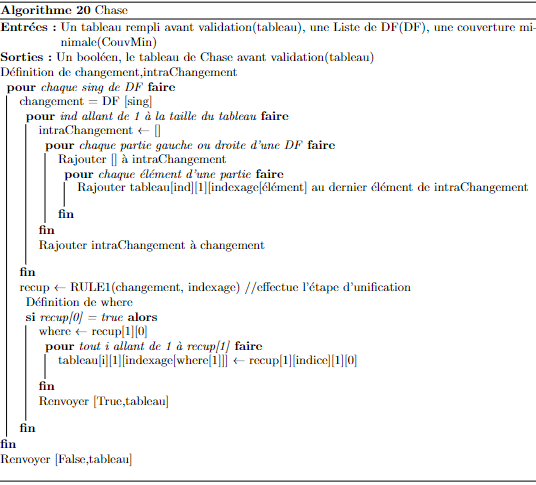 Algorithme 20 Chase
Entrées : Un tableau rempli avant validation(tableau), une Liste de DF(DF), une couverture mi-
nimale(CouvMin)
Sorties : Un booléen, le tableau de Chase avant validation(tableau)
Définition de changement,intraChangement
pour chaque sing de DF faire
changement = DF [sing]
pour ind allant de 1 à la taille du tableau faire
intraChangement ← []
pour chaque partie gauche ou droite d'une DF faire
Rajouter [] à intraChangement
pour chaque élément d'une partie faire
Rajouter tableau[ind][1][indexage[élément] au dernier élément de intraChangement
fin
fin
Rajouter intraChangement à changement
fin
recup ← RULE1(changement, indexage) //effectue l'étape d'unification
Définition de where
si recup[0] = true alors
where ← recup[1][0]
pour tout i allant de 1 à recup[1] faire
tableau[i][1][indexage[where[1]]] ← recup[1][indice][1][0]
fin
Renvoyer [True,tableau]
fin
fin
Renvoyer [False,tableau]